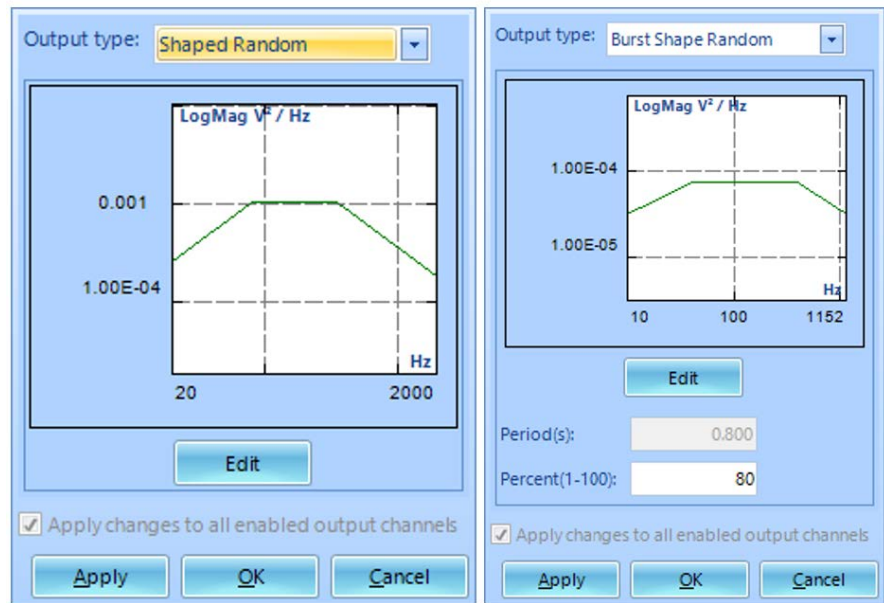 Output type: Shaped Random
LogMag V² / Hz
0.001
1.00E-04
Hz
20 2000
Edit
Apply changes to all enabled output channels
Apply OK Cancel
Output type: Burst Shape Random
LogMag V² / Hz
1.00E-04
1.00E-05
Hz
10 100 1152
Edit
Period(s): 0.800
Percent(1-100): 80
Apply changes to all enabled output channels
Apply OK Cancel